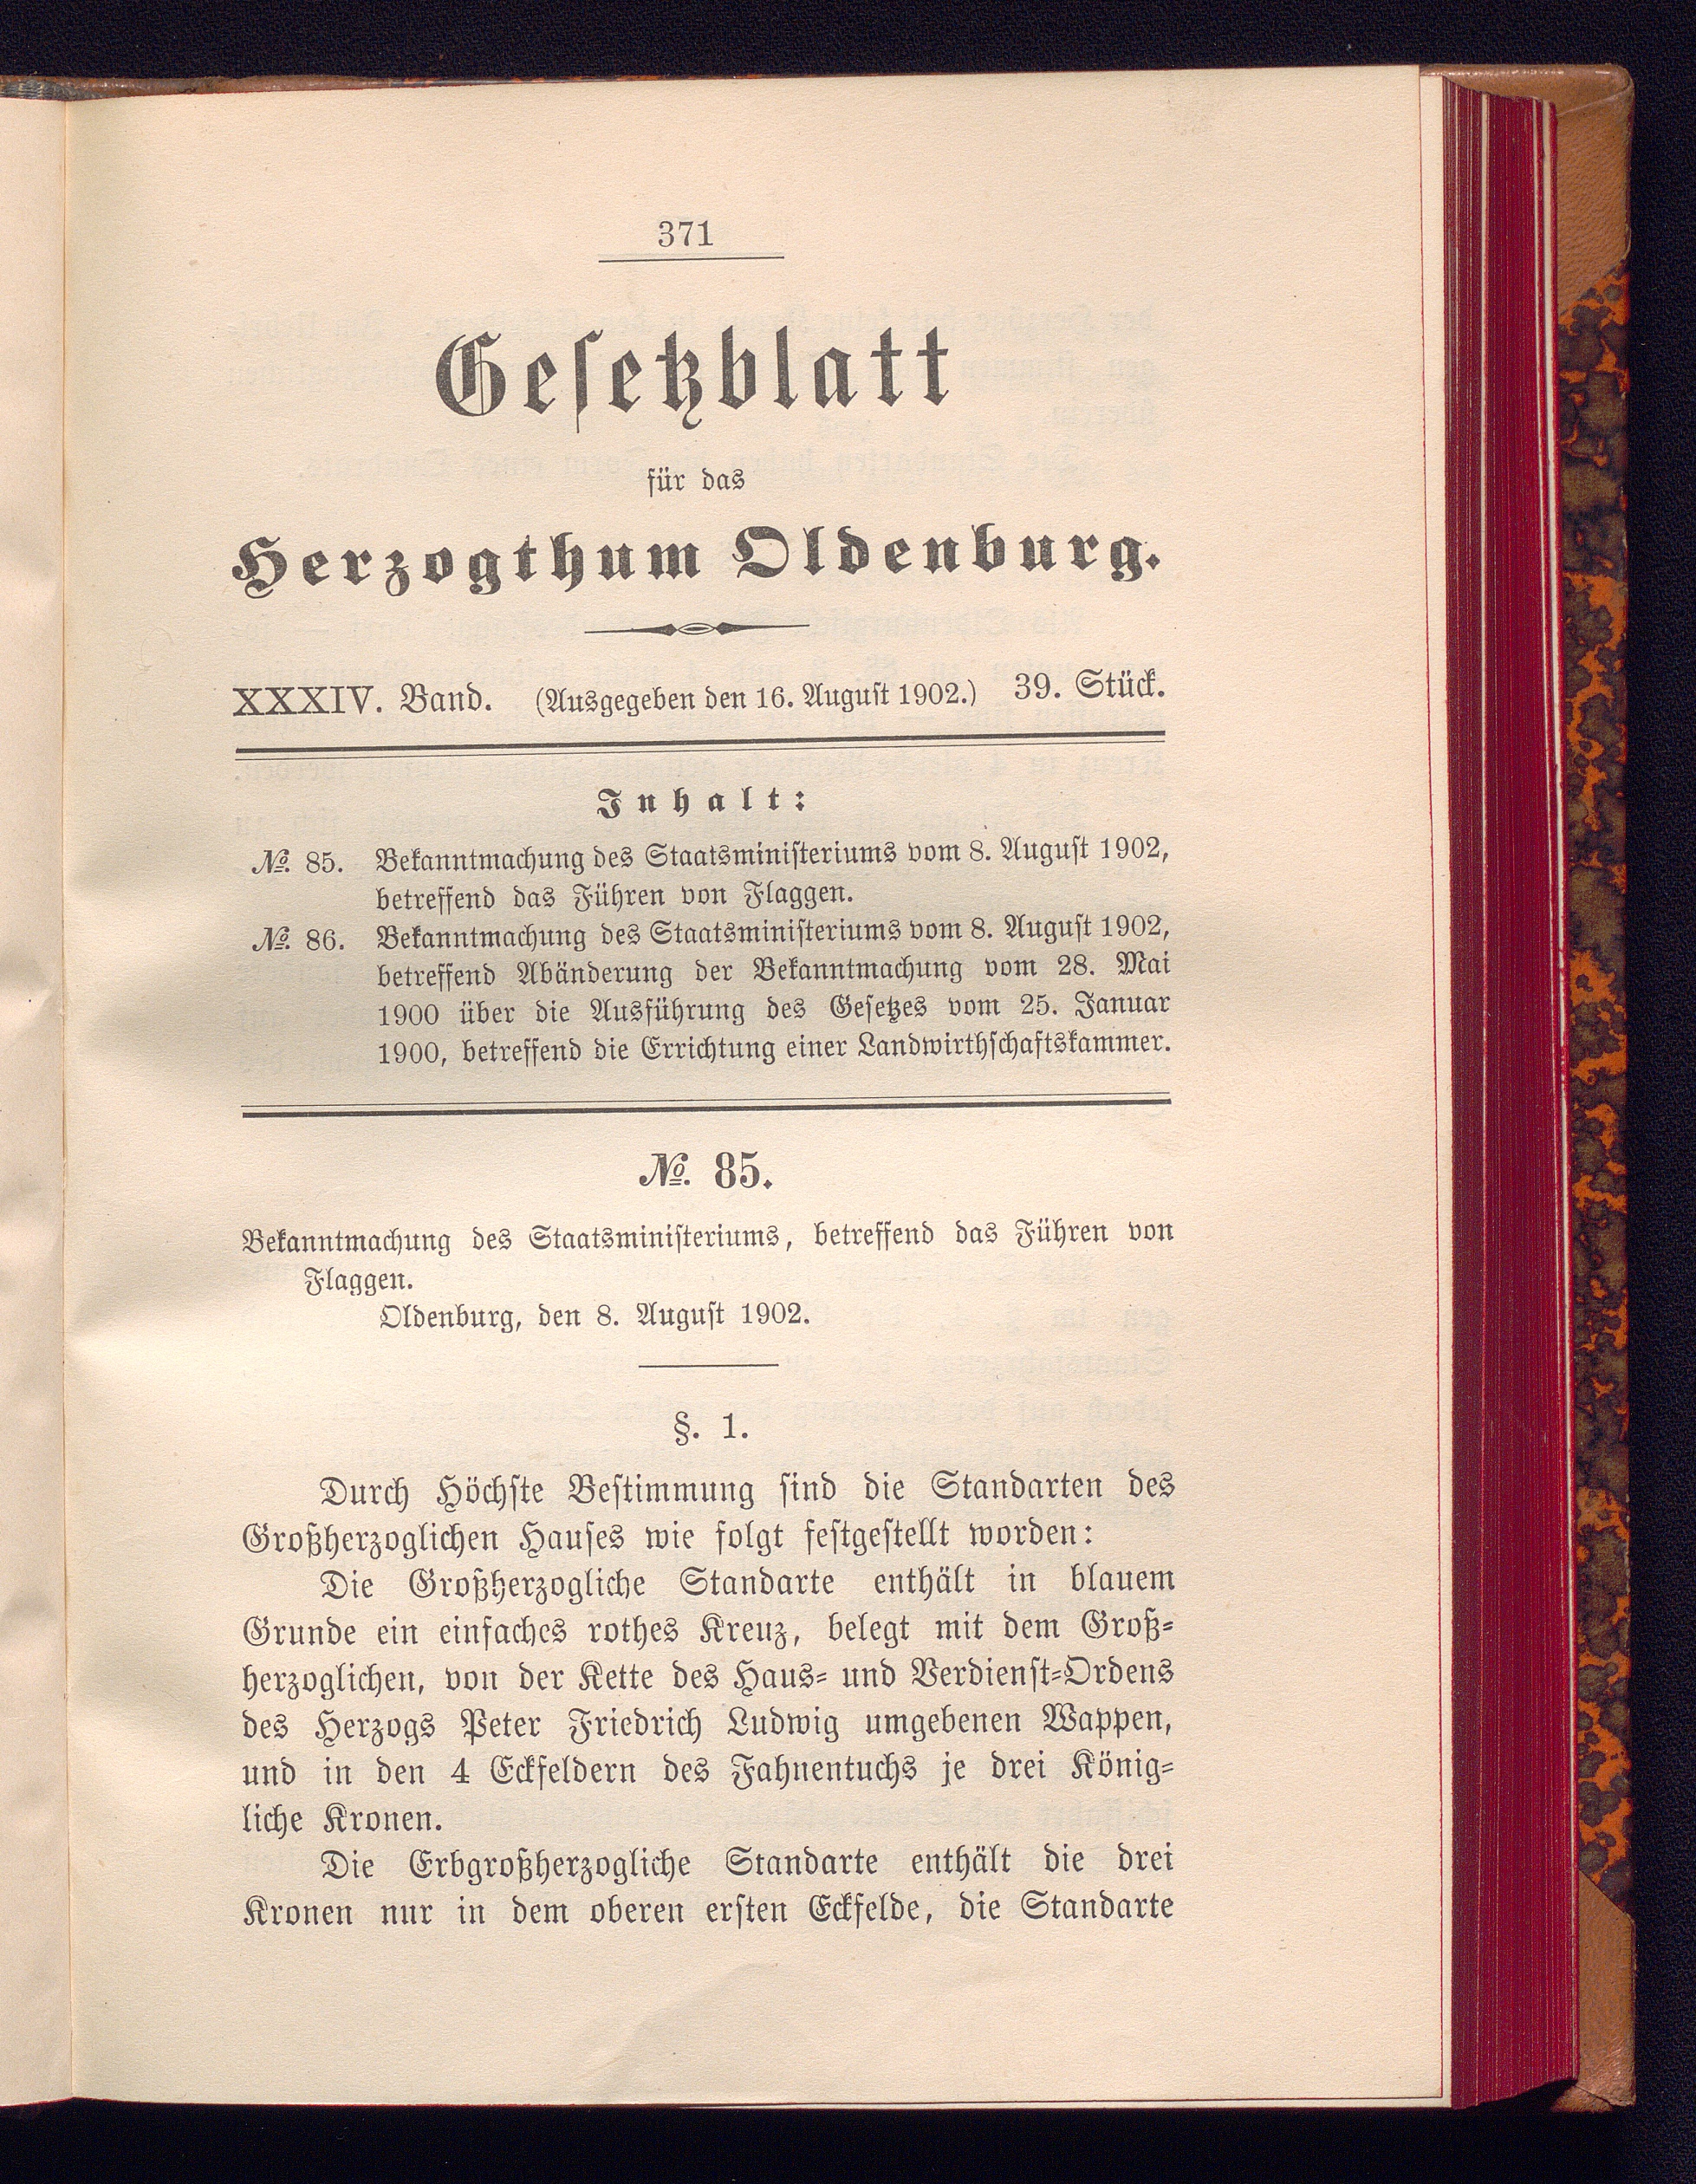 371
Gesetzblatt
für das
Herzogthum Oldenburg.
XXXIV. Band. (Ausgegeben den 16. August 1902.) 39. Stück.
Inhalt:
№. 85. Bekanntmachung des Staatsministeriums vom 8. August 1902,
betreffend das Führen von Flaggen.
№. 86. Bekanntmachung des Staatsministeriums vom 8. August 1902,
betreffend Abänderung der Bekanntmachung vom 28. Mai
1900 über die Ausführung des Gesetzes vom 25. Januar
1900, betreffend die Errichtung einer Landwirthschaftskammer.
№. 85.
Bekanntmachung des Staatsministeriums, betreffend das Führen von
Flaggen.
Oldenburg, den 8. August 1902.
§. 1.
Durch Höchste Bestimmung sind die Standarten des
Großherzoglichen Hauses wie folgt festgestellt worden:
Die Großherzogliche Standarte enthält in blauem
Grunde ein einfaches rothes Kreuz, belegt mit dem Groß-
herzoglichen, von der Kette des Haus- und Verdienst-Ordens
des Herzogs Peter Friedrich Ludwig umgebenen Wappen,
und in den 4 Eckfeldern des Fahnentuchs je drei König-
liche Kronen.
Die Erbgroßherzogliche Standarte enthält die drei
Kronen nur in dem oberen ersten Eckfelde, die Standarte